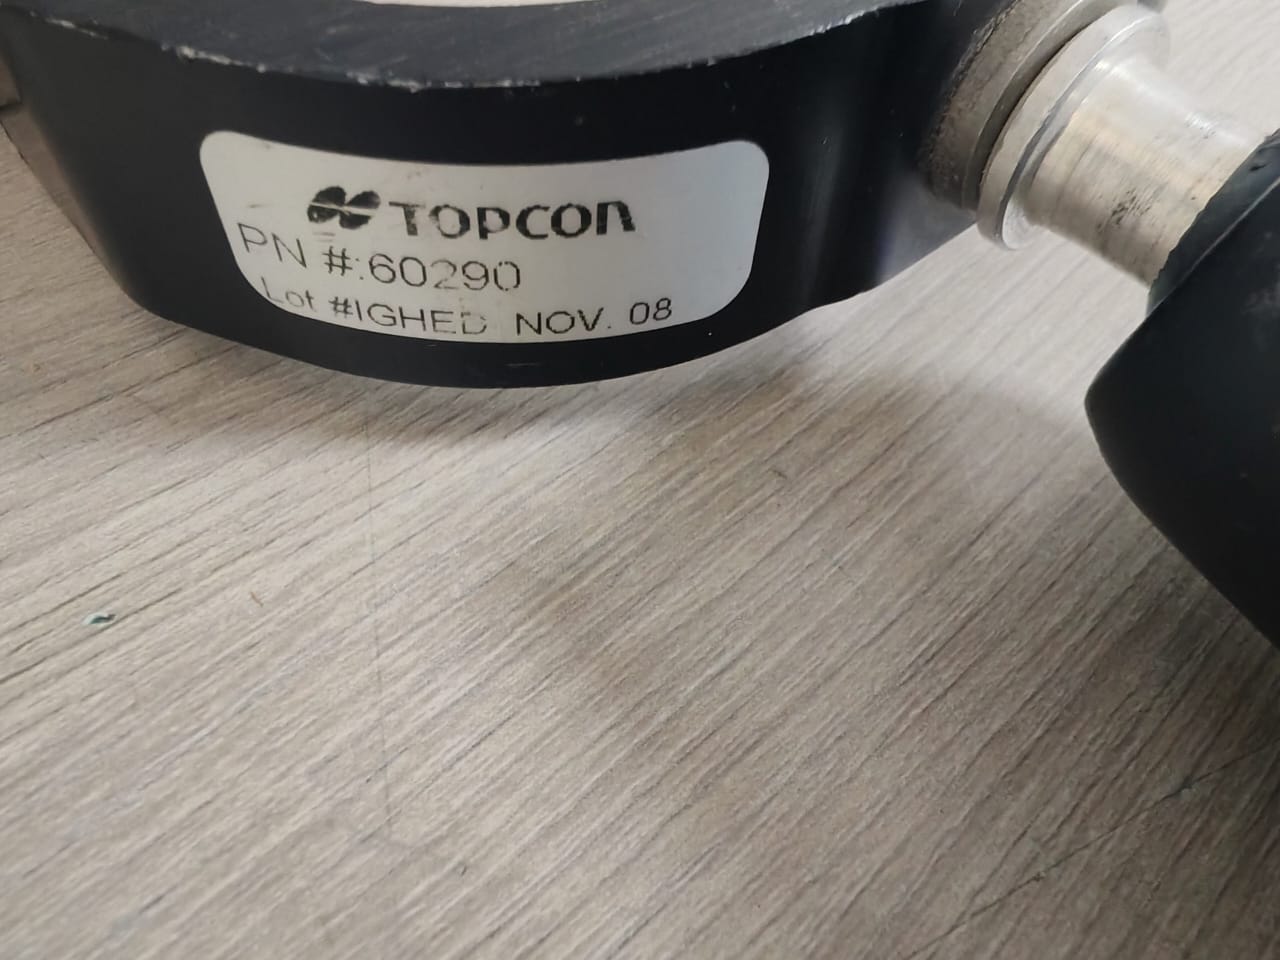 TOPCON
PN #:60290
Lot #IGHED NOV. 08